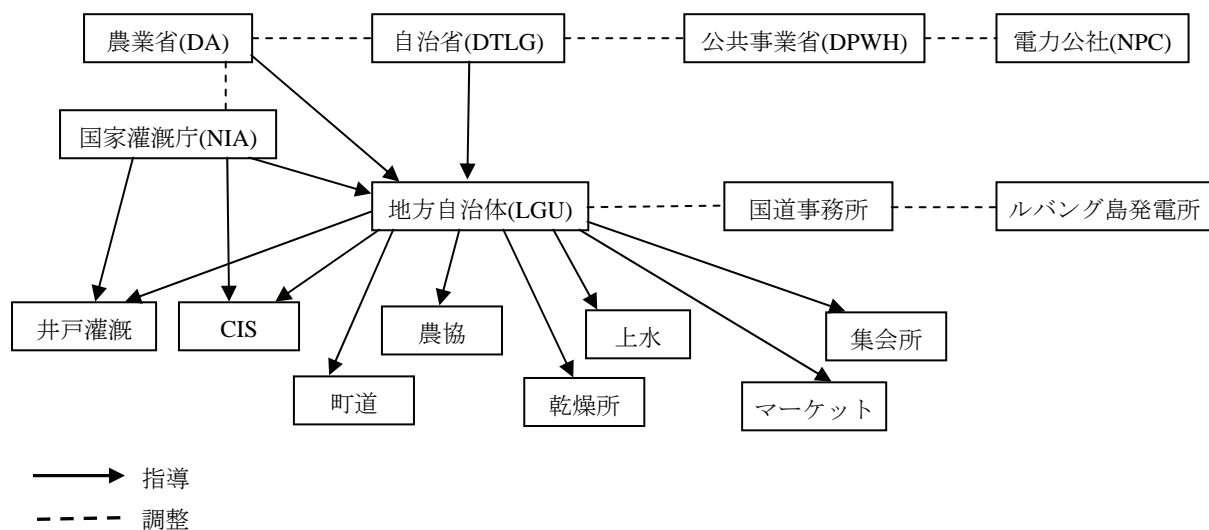 農業省(DA)
自治省(DTLG)
公共事業省(DPWH)
電力公社(NPC)
国家灌漑庁(NIA)
地方自治体(LGU)
国道事務所
ルバング島発電所
井戸灌漑
CIS
農協
上水
集会所
町道
乾燥所
マーケット
指導
調整